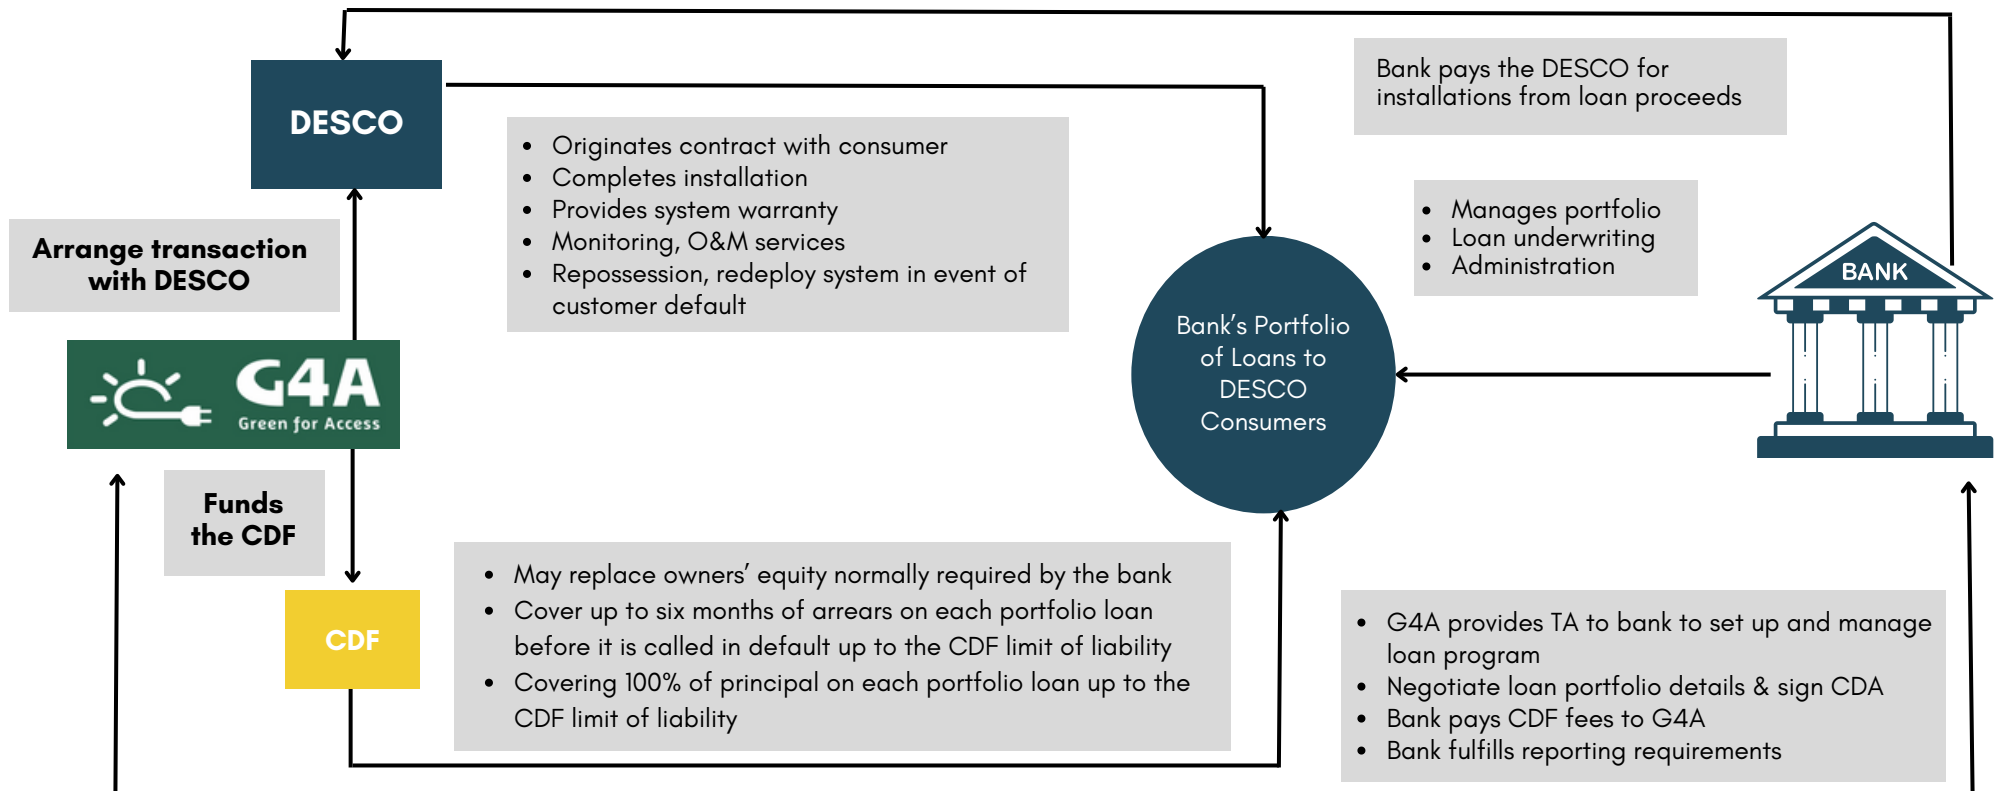 DESCO
Bank pays the DESCO for
installations from loan proceeds
• Originates contract with consumer
• Completes installation
• Provides system warranty
• Monitoring, O&M services
• Repossession, redeploy system in event of
customer default
• Manages portfolio
• Loan underwriting
• Administration
BANK
Arrange transaction
with DESCO
Bank’s Portfolio
of Loans to
DESCO
Consumers
G4A
Green for Access
Funds
the CDF
CDF
• May replace owners’ equity normally required by the bank
• Cover up to six months of arrears on each portfolio loan
before it is called in default up to the CDF limit of liability
• Covering 100% of principal on each portfolio loan up to the
CDF limit of liability
• G4A provides TA to bank to set up and manage
loan program
• Negotiate loan portfolio details & sign CDA
• Bank pays CDF fees to G4A
• Bank fulfills reporting requirements